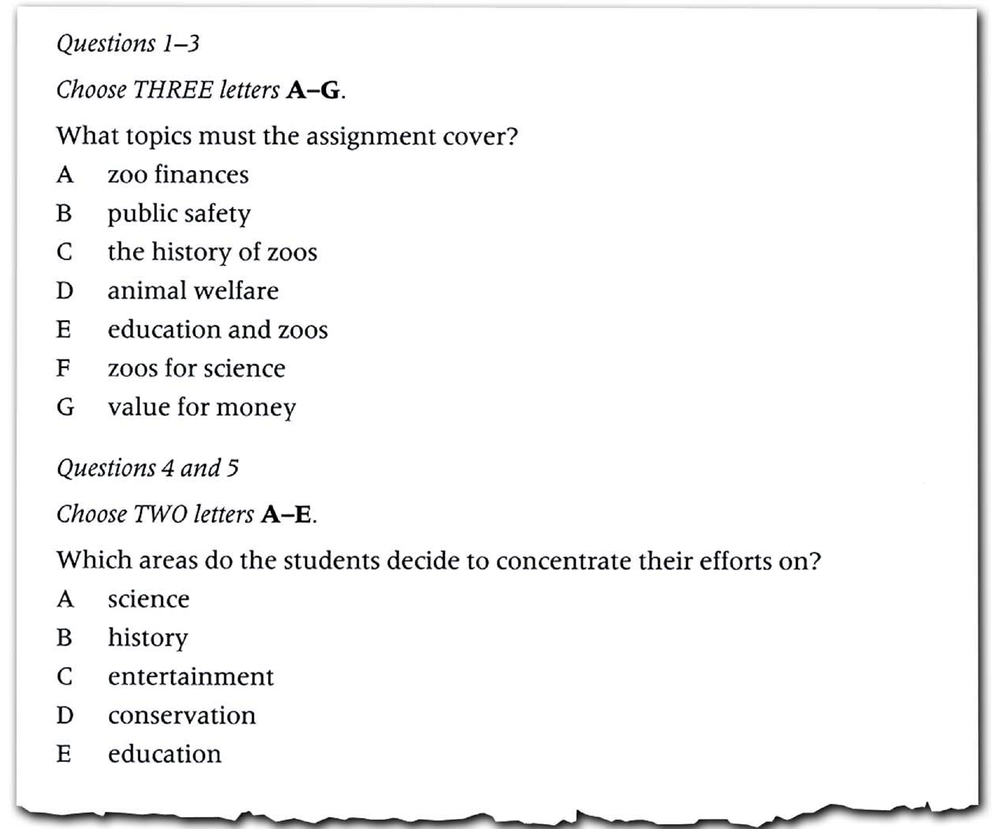 Questions 1–3
Choose THREE letters A–G.
What topics must the assignment cover?
A zoo finances
B public safety
C the history of zoos
D animal welfare
E education and zoos
F zoos for science
G value for money
Questions 4 and 5
Choose TWO letters A–E.
Which areas do the students decide to concentrate their efforts on?
A science
B history
C entertainment
D conservation
E education